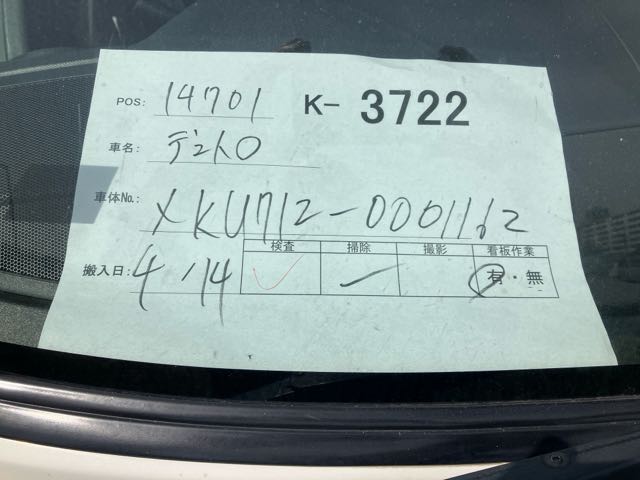 POS: 14701 K-3722
車名: デュトロ
車体No.: XKU712-0001162
検査 掃除 撮影 看板作業
搬入日: 4/14 有・無